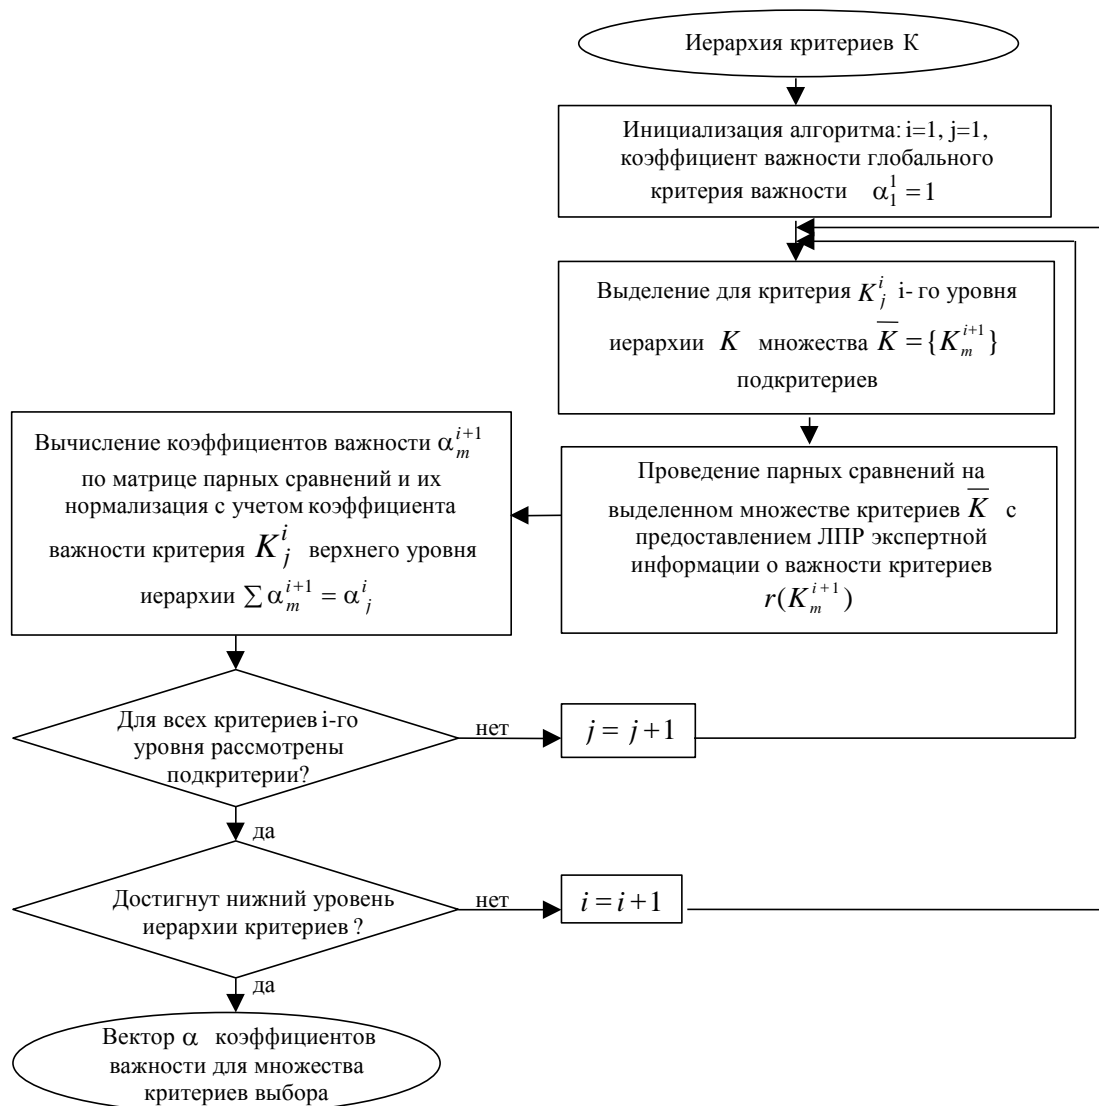 Иерархия критериев К
Инициализация алгоритма: i=1, j=1,
коэффициент важности глобального
критерия важности α₁¹ = 1
Выделение для критерия K_j^i i- го уровня
иерархии K множества K̅ = {K_m^{i+1}}
подкритериев
Проведение парных сравнений на
выделенном множестве критериев K̅ с
предоставлением ЛПР экспертной
информации о важности критериев
r(K_m^{i+1})
Вычисление коэффициентов важности α_m^{i+1}
по матрице парных сравнений и их
нормализация с учетом коэффициента
важности критерия K_j^i верхнего уровня
иерархии ∑ α_m^{i+1} = α_j^i
Для всех критериев i-го
уровня рассмотрены
подкритерии?
нет
j = j+1
да
Достигнут нижний уровень
иерархии критериев ?
нет
i = i+1
да
Вектор α коэффициентов
важности для множества
критериев выбора